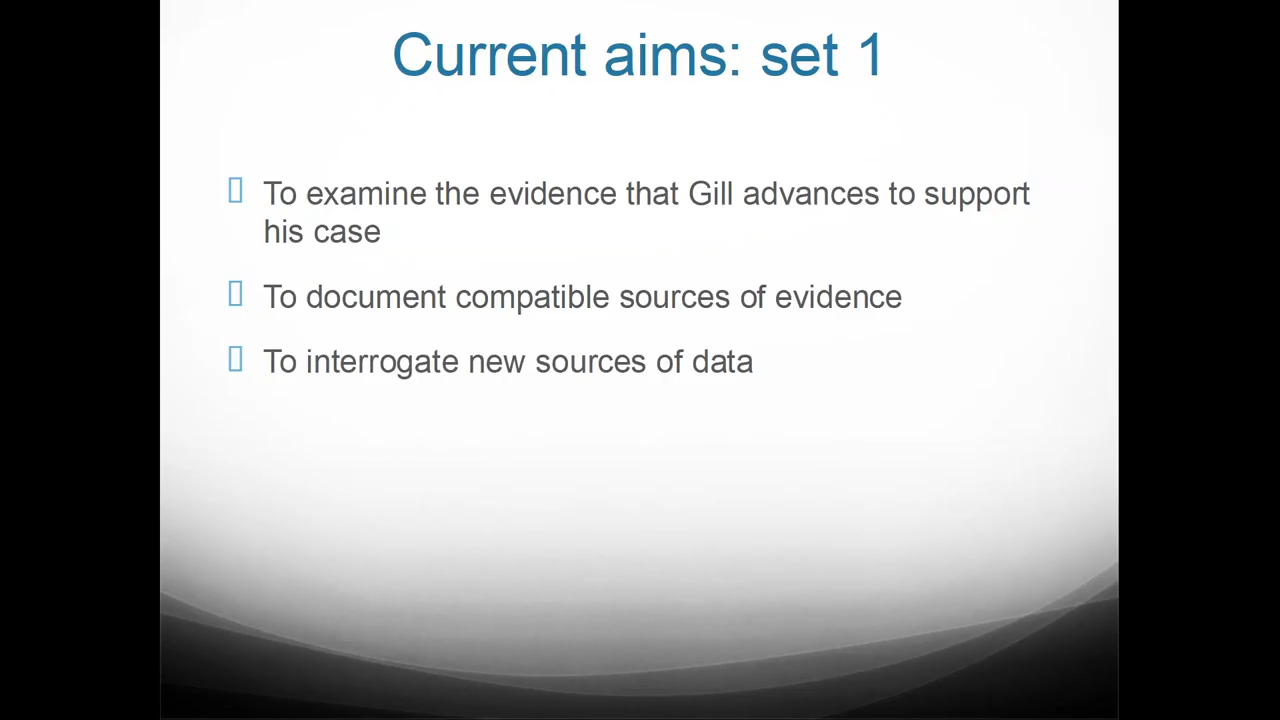 Current aims: set 1
To examine the evidence that Gill advances to support
his case
To document compatible sources of evidence
To interrogate new sources of data